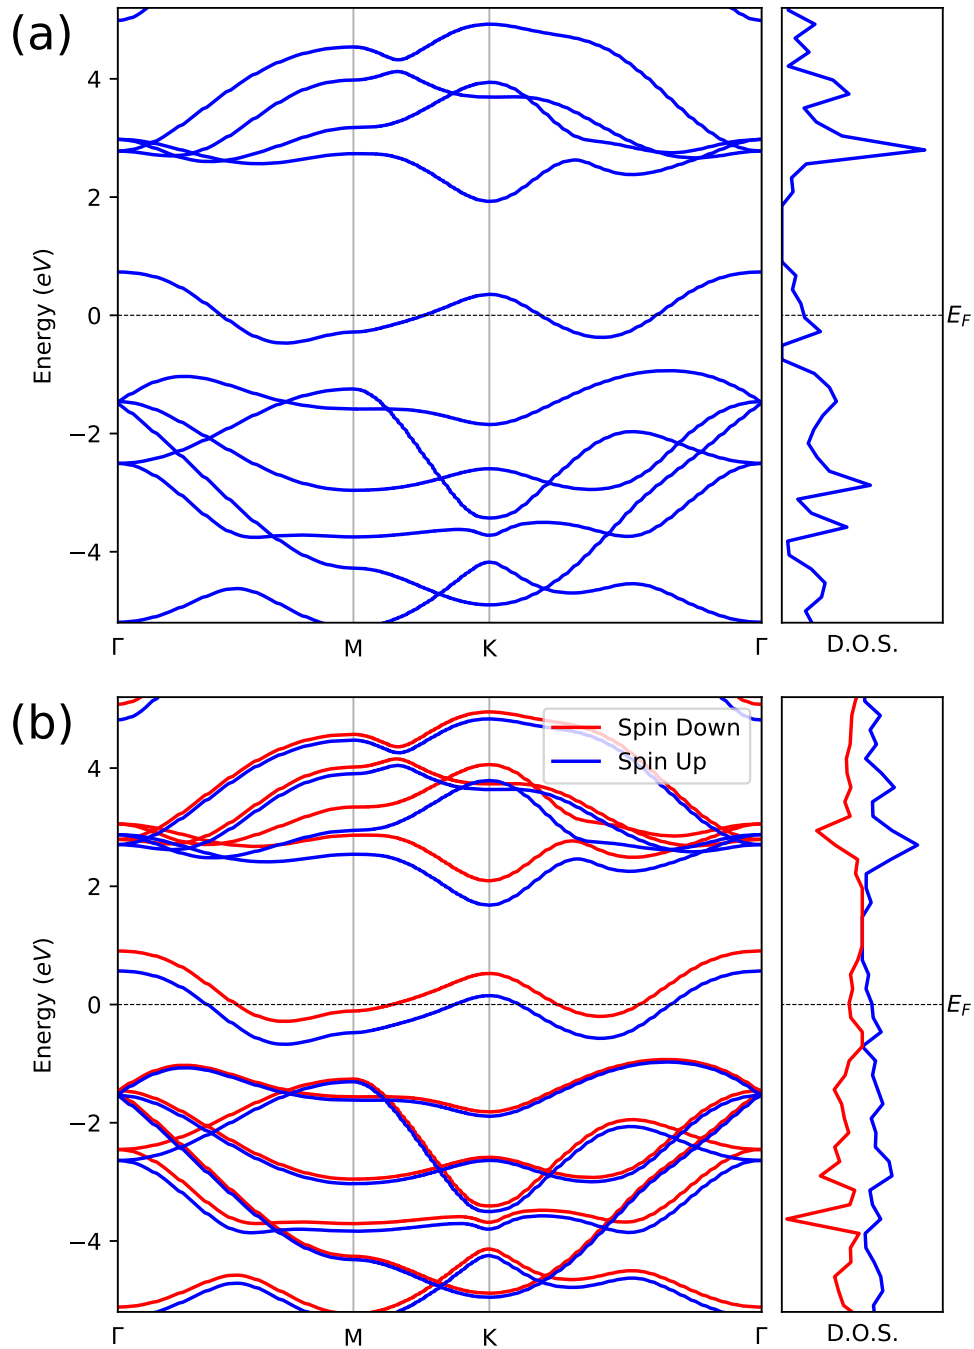 (a)
4
2
0
−2
−4
Energy (eV)
Γ
M
K
Γ
D.O.S.
E_F
(b)
Spin Down
Spin Up
4
2
0
−2
−4
Energy (eV)
Γ
M
K
Γ
D.O.S.
E_F